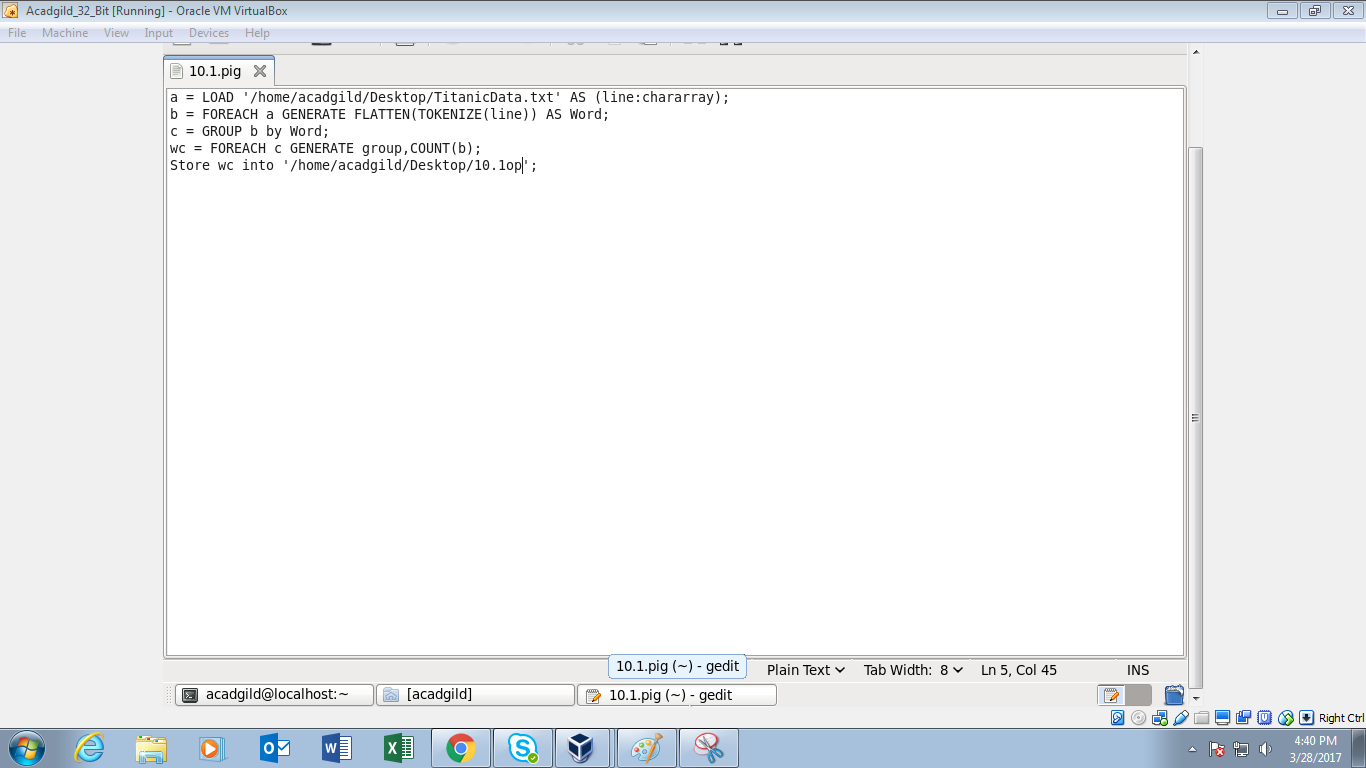 Acadgild_32_Bit [Running] - Oracle VM VirtualBox
File Machine View Input Devices Help
10.1.pig
a = LOAD '/home/acadgild/Desktop/TitanicData.txt' AS (line:chararray);
b = FOREACH a GENERATE FLATTEN(TOKENIZE(line)) AS Word;
c = GROUP b by Word;
wc = FOREACH c GENERATE group,COUNT(b);
Store wc into '/home/acadgild/Desktop/10.1op';
10.1.pig (~) - gedit
Plain Text Tab Width: 8 Ln 5, Col 45 INS
acadgild@localhost:~ [acadgild] 10.1.pig (~) - gedit
Right Ctrl
4:40 PM
3/28/2017